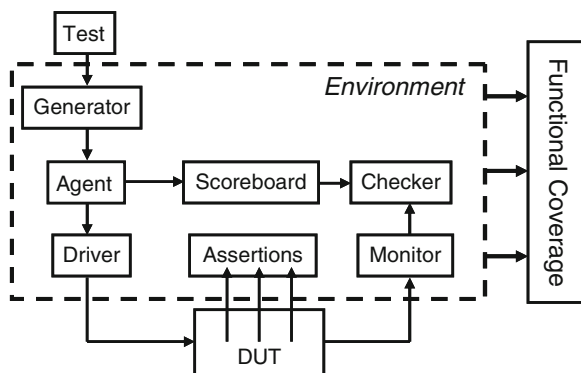 Test
Environment
Generator
Agent
Scoreboard
Checker
Driver
Assertions
Monitor
DUT
Functional Coverage